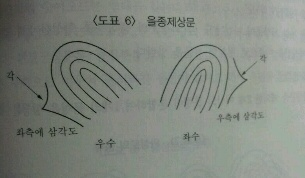 〈도표 6〉 을종제상문
각
각
좌측에 삼각도
우측에 삼각도
우수
좌수